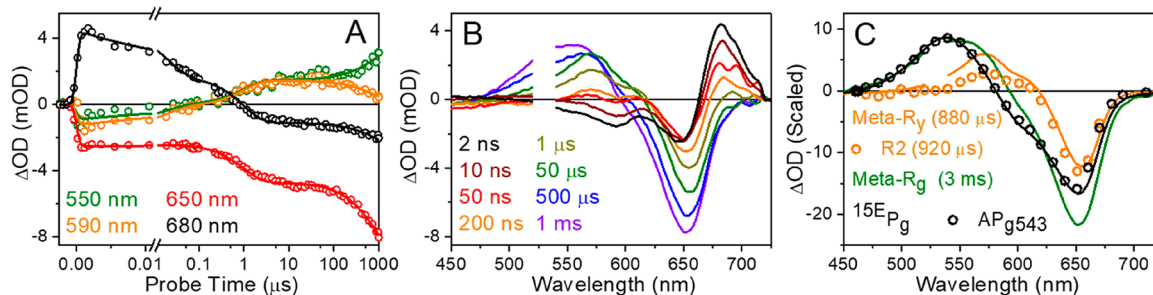 A
ΔOD (mOD)
4
0
-4
-8
550 nm 650 nm
590 nm 680 nm
0.00 0.01 0.1 1 10 100 1000
Probe Time (μs)
B
ΔOD (mOD)
4
0
-4
-8
2 ns 1 μs
10 ns 50 μs
50 ns 500 μs
200 ns 1 ms
450 500 550 600 650 700
Wavelength (nm)
C
ΔOD (Scaled)
10
0
-10
-20
Meta-Ry (880 μs)
R2 (920 μs)
Meta-Rg (3 ms)
15EPg APg543
450 500 550 600 650 700
Wavelength (nm)